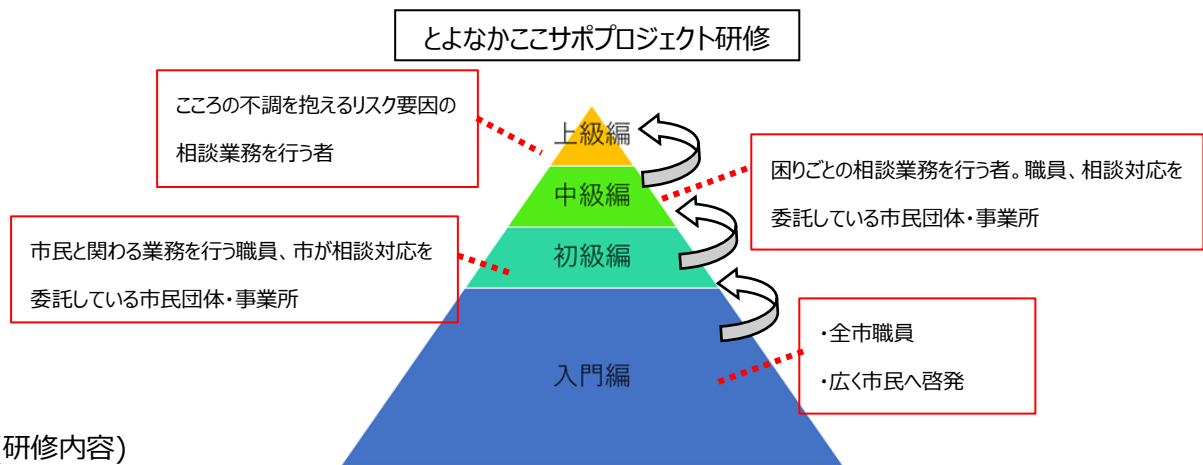 とよなかここサポプロジェクト研修
こころの不調を抱えるリスク要因の
相談業務を行う者
上級編
困りごとの相談業務を行う者。職員、相談対応を
委託している市民団体・事業所
中級編
市民と関わる業務を行う職員、市が相談対応を
委託している市民団体・事業所
初級編
・全市職員
・広く市民へ啓発
入門編
研修内容)